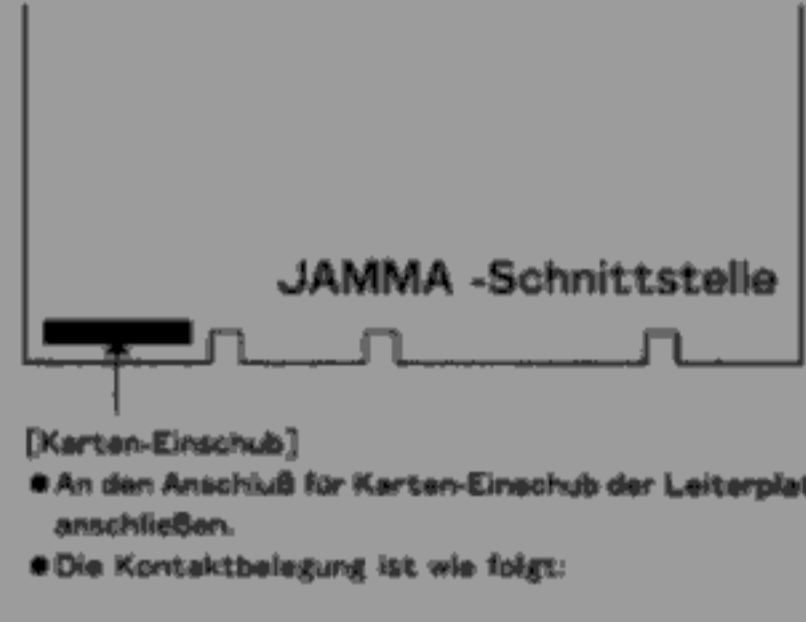 JAMMA -Schnittstelle
[Karten-Einschub]
● An den Anschluß für Karten-Einschub der Leiterplat
anschließen.
● Die Kontaktbelegung ist wie folgt: